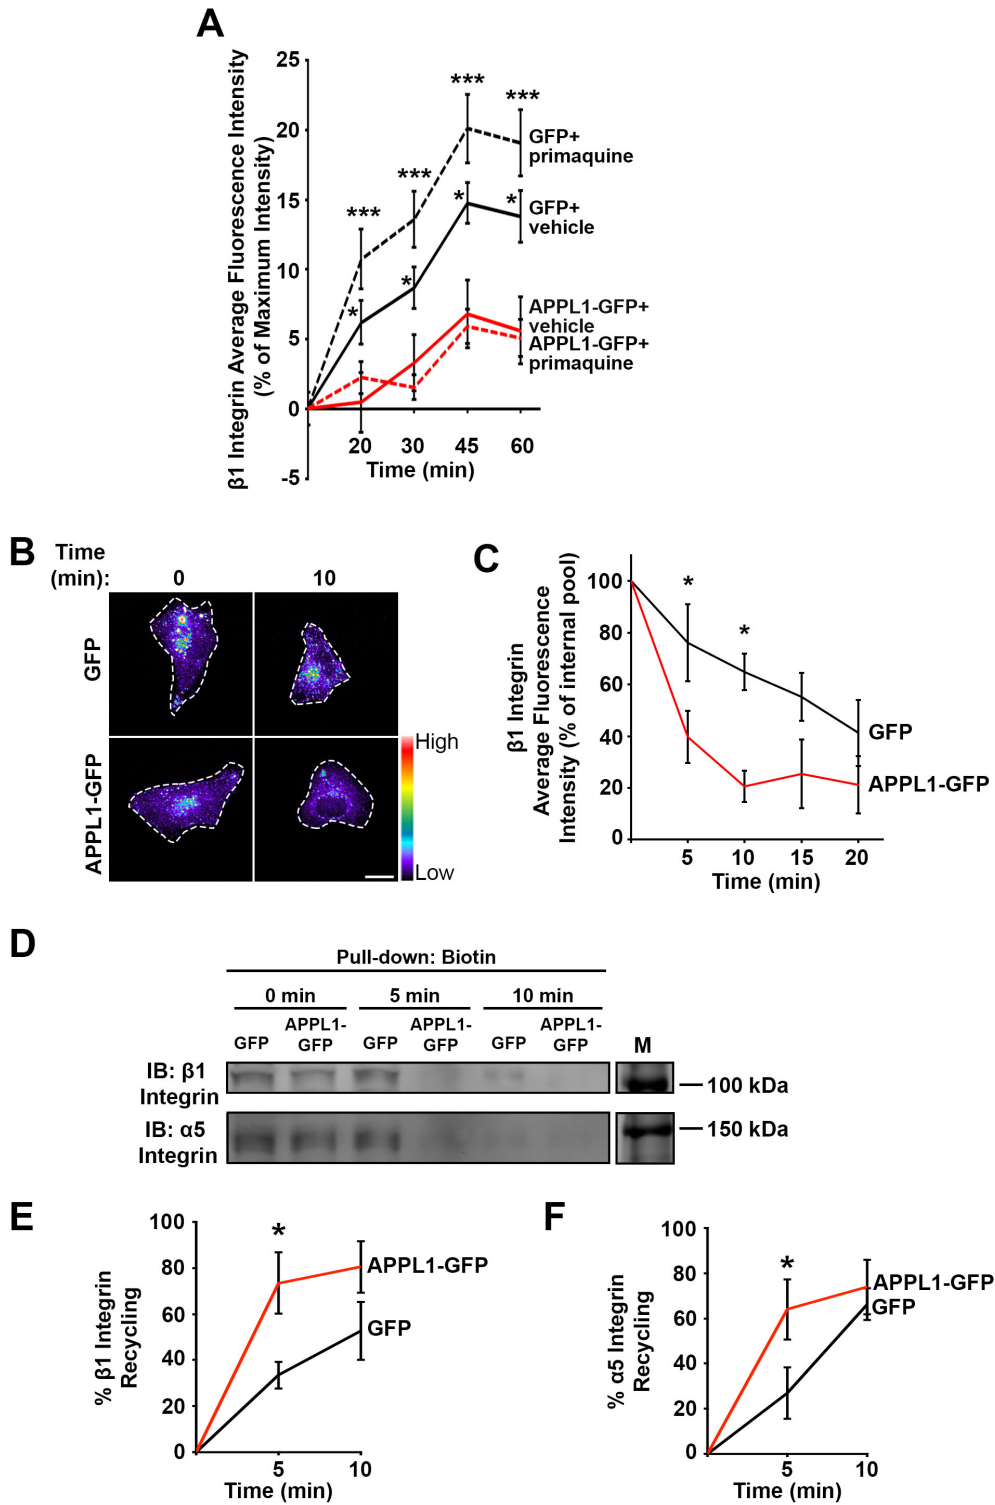 A
β1 Integrin Average Fluorescence Intensity
(% of Maximum Intensity)
25
20
15
10
5
0
-5
***
***
***
***
*
*
*
*
GFP+
primaquine
GFP+
vehicle
APPL1-GFP+
vehicle
APPL1-GFP+
primaquine
20 30 45 60
Time (min)
B
Time
(min):
0 10
GFP
APPL1-GFP
High
Low
C
β1 Integrin
Average Fluorescence
Intensity (% of internal pool)
100
80
60
40
20
0
*
*
GFP
APPL1-GFP
5 10 15 20
Time (min)
D
Pull-down: Biotin
0 min 5 min 10 min
GFP APPL1-GFP GFP APPL1-GFP GFP APPL1-GFP M
IB: β1
Integrin
100 kDa
IB: α5
Integrin
150 kDa
E
% β1 Integrin
Recycling
100
80
60
40
20
0
*
APPL1-GFP
GFP
5 10
Time (min)
F
% α5 Integrin
Recycling
100
80
60
40
20
0
*
APPL1-GFP
GFP
5 10
Time (min)